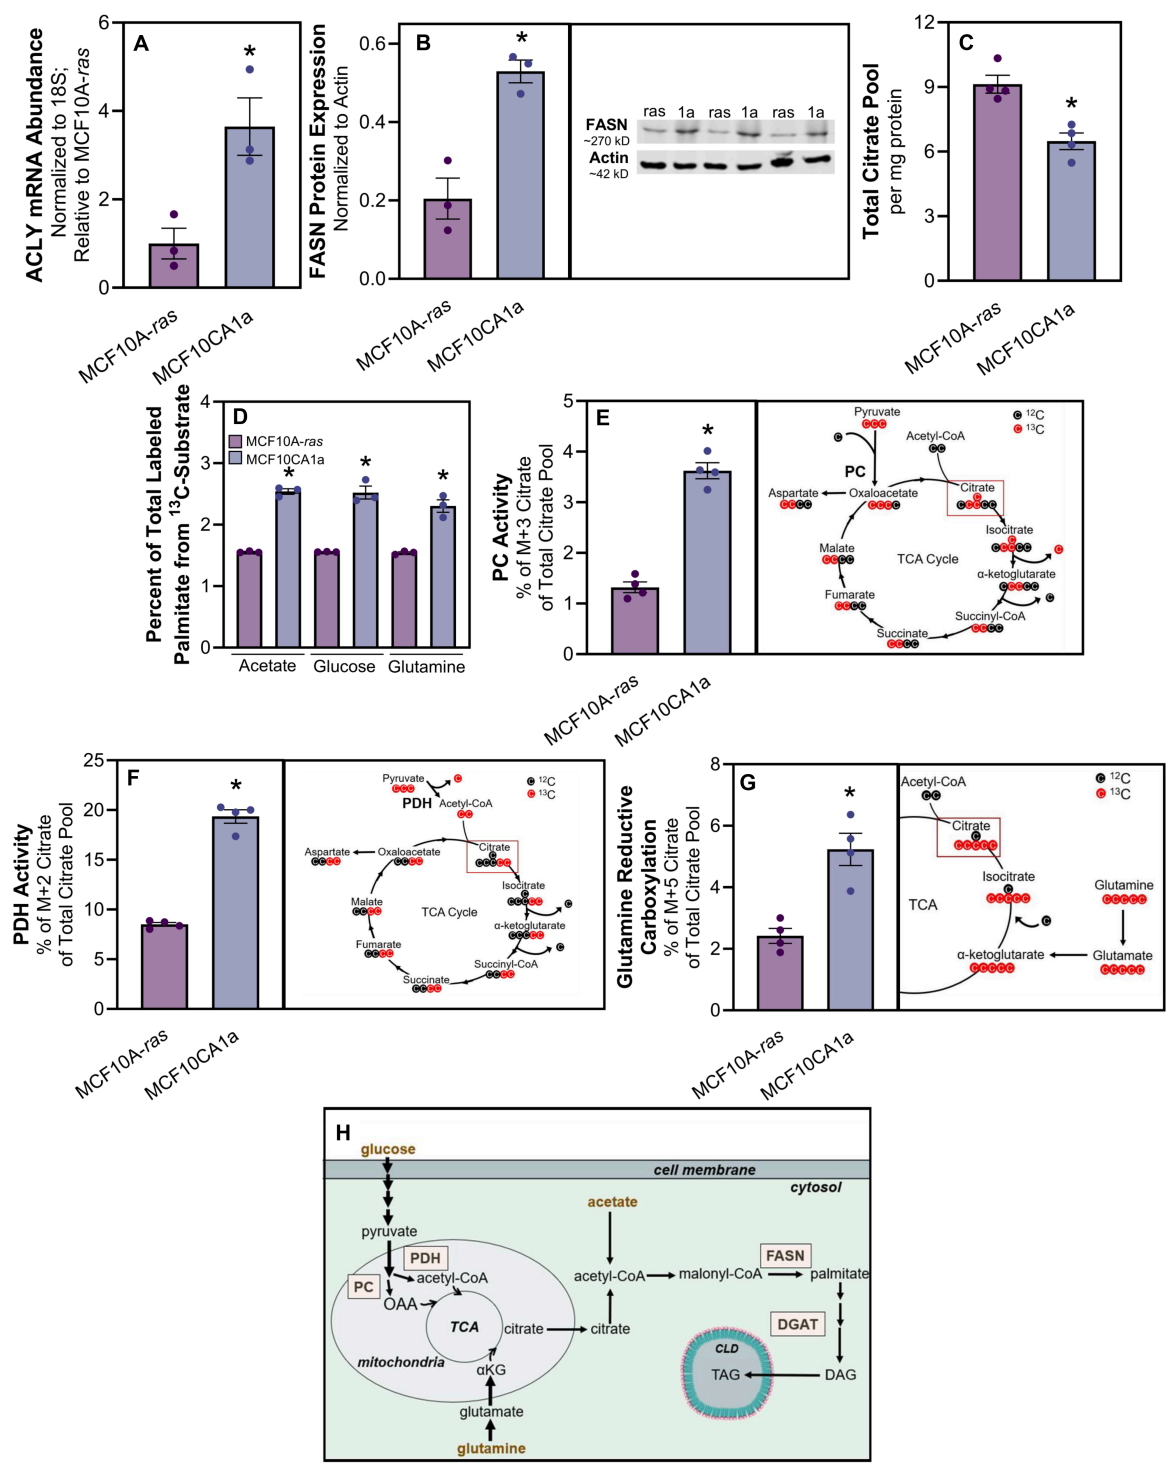 A
ACLY mRNA Abundance
Normalized to 18S;
Relative to MCF10A-ras
6
4
2
0
*
MCF10A-ras
MCF10CA1a
B
FASN Protein Expression
Normalized to Actin
0.6
0.4
0.2
0.0
*
MCF10A-ras
MCF10CA1a
ras 1a ras 1a ras 1a
FASN
~270 kD
Actin
~42 kD
C
Total Citrate Pool
per mg protein
12
9
6
3
0
*
MCF10A-ras
MCF10CA1a
D
Percent of Total Labeled
Palmitate from 13C-Substrate
4
3
2
1
0
MCF10A-ras
MCF10CA1a
* * *
Acetate Glucose Glutamine
E
PC Activity
% of M+3 Citrate
of Total Citrate Pool
5
4
3
2
1
0
*
MCF10A-ras
MCF10CA1a
Pyruvate
12C
13C
Acetyl-CoA
PC
Aspartate
Oxaloacetate
Citrate
Isocitrate
Malate
TCA Cycle
α-ketoglutarate
Fumarate
Succinyl-CoA
Succinate
F
PDH Activity
% of M+2 Citrate
of Total Citrate Pool
25
20
15
10
5
0
*
MCF10A-ras
MCF10CA1a
Pyruvate
12C
13C
PDH
Acetyl-CoA
Aspartate
Oxaloacetate
Citrate
Isocitrate
Malate
TCA Cycle
α-ketoglutarate
Fumarate
Succinyl-CoA
Succinate
G
Glutamine Reductive
Carboxylation
% of M+5 Citrate
of Total Citrate Pool
8
6
4
2
0
*
MCF10A-ras
MCF10CA1a
Acetyl-CoA
12C
13C
Citrate
Isocitrate
TCA
Glutamine
α-ketoglutarate
Glutamate
H
glucose
cell membrane
cytosol
pyruvate
acetate
PDH
FASN
PC
acetyl-CoA
OAA
acetyl-CoA
malonyl-CoA
palmitate
TCA
citrate
citrate
DGAT
mitochondria
αKG
CLD
TAG
DAG
glutamate
glutamine